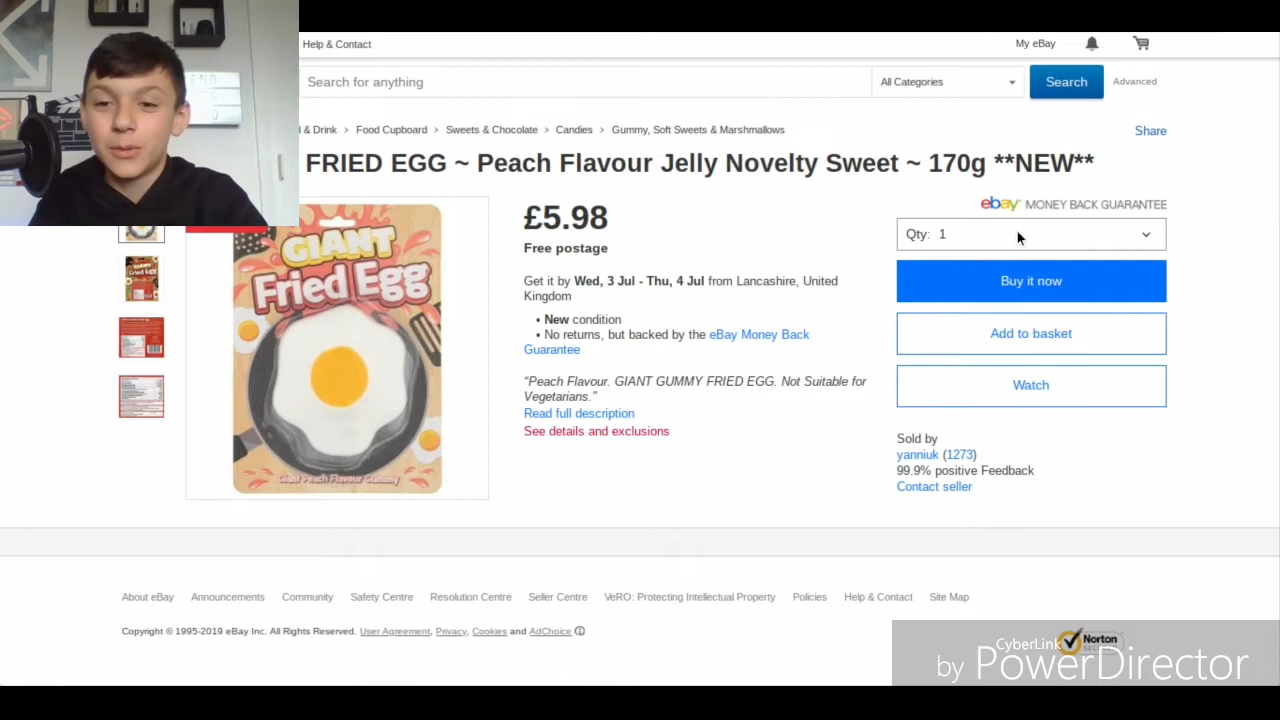 Help & Contact
My eBay
Search for anything
All Categories
Search
Advanced
& Drink > Food Cupboard > Sweets & Chocolate > Candies > Gummy, Soft Sweets & Marshmallows
Share
FRIED EGG ~ Peach Flavour Jelly Novelty Sweet ~ 170g **NEW**
GIANT
Fried Egg
Giant Peach Flavour Gummy
£5.98
Free postage
Get it by Wed, 3 Jul - Thu, 4 Jul from Lancashire, United
Kingdom
• New condition
• No returns, but backed by the eBay Money Back
Guarantee
“Peach Flavour. GIANT GUMMY FRIED EGG. Not Suitable for
Vegetarians.”
Read full description
See details and exclusions
ebay MONEY BACK GUARANTEE
Qty: 1
Buy it now
Add to basket
Watch
Sold by
yanniuk (1273)
99.9% positive Feedback
Contact seller
About eBay Announcements Community Safety Centre Resolution Centre Seller Centre VeRO: Protecting Intellectual Property Policies Help & Contact Site Map
Copyright © 1995-2019 eBay Inc. All Rights Reserved. User Agreement, Privacy, Cookies and AdChoice
Norton
CyberLink
by PowerDirector